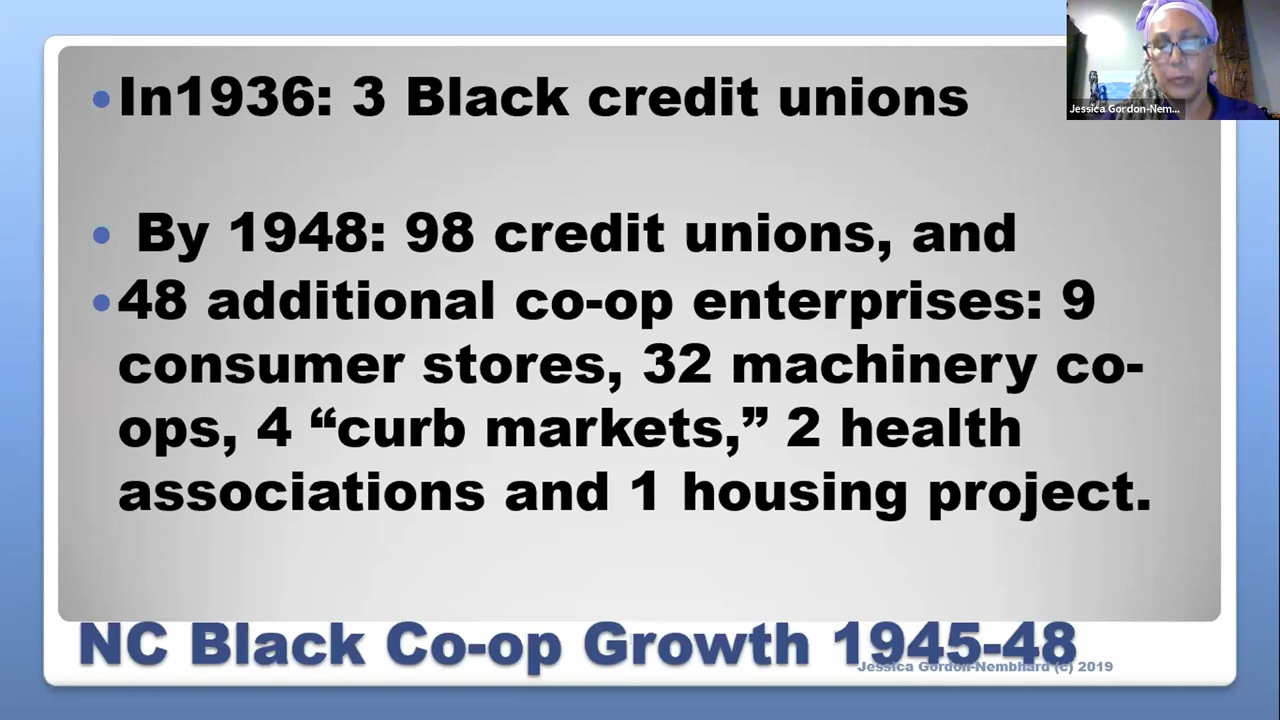 •In1936: 3 Black credit unions
• By 1948: 98 credit unions, and
•48 additional co-op enterprises: 9
consumer stores, 32 machinery co-
ops, 4 “curb markets,” 2 health
associations and 1 housing project.
NC Black Co-op Growth 1945-48
Jessica Gordon-Nembhard (c) 2019
Jessica Gordon-Nem...